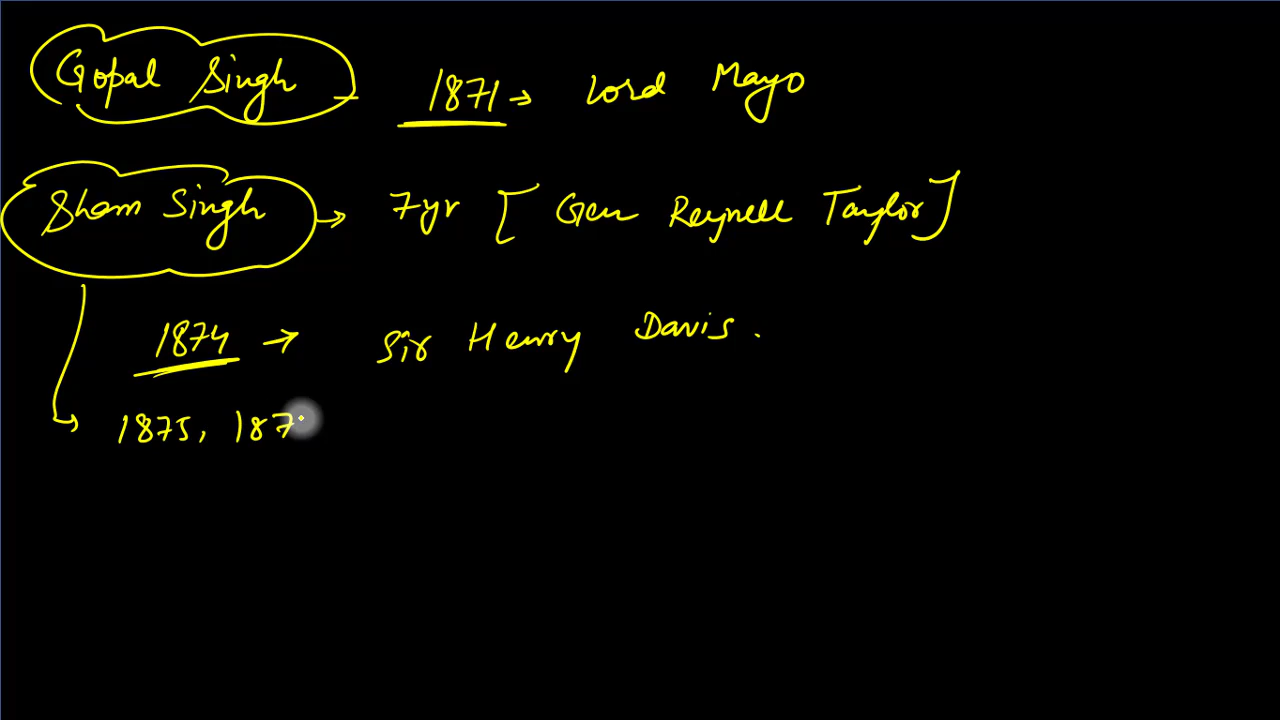 Gopal Singh - 1871 → Lord Mayo
Sham Singh → 7yr [Gen Reynell Taylor]
1874 → Sir Henry Davis.
→ 1875, 187